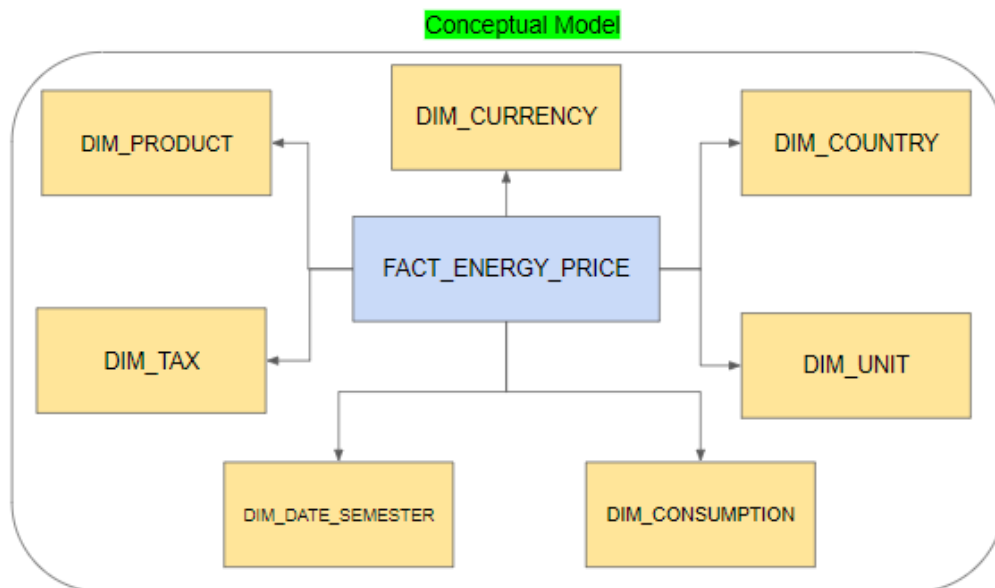 Conceptual Model
DIM_PRODUCT
DIM_CURRENCY
DIM_COUNTRY
FACT_ENERGY_PRICE
DIM_TAX
DIM_UNIT
DIM_DATE_SEMESTER
DIM_CONSUMPTION